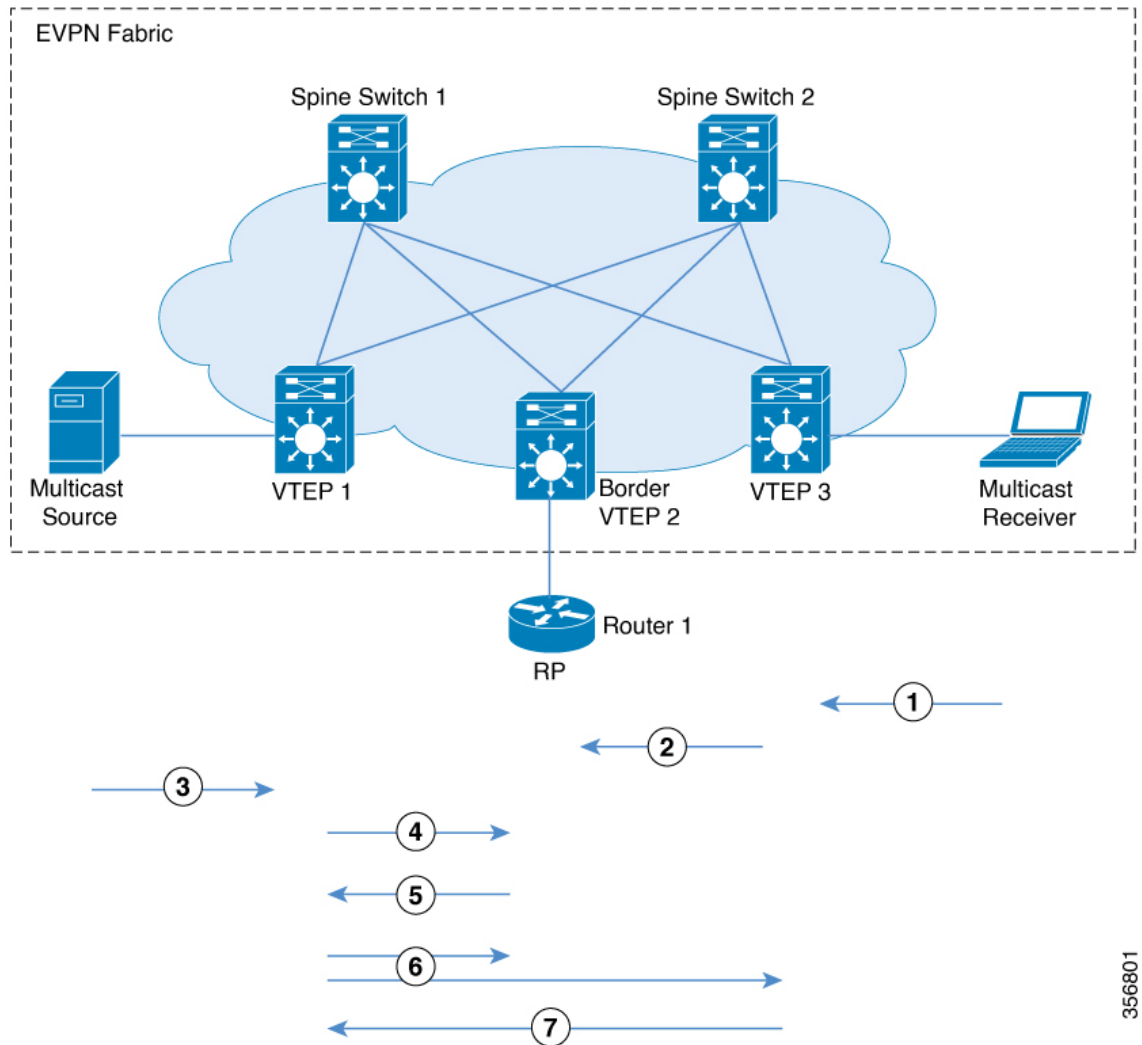 EVPN Fabric
Spine Switch 1
Spine Switch 2
Multicast
Source
VTEP 1
Border
VTEP 2
VTEP 3
Multicast
Receiver
Router 1
RP
1
2
3
4
5
6
7
356801